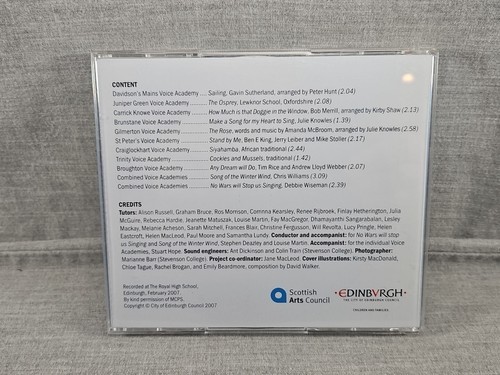 CONTENT
Davidson's Mains Voice Academy .... Sailing, Gavin Sutherland, arranged by Peter Hunt (2.04)
Juniper Green Voice Academy .......... The Osprey, Lewknor School, Oxfordshire (2.08)
Carrick Knowe Voice Academy ......... How Much is that Doggie in the Window, Bob Merrill, arranged by Kirby Shaw (2.13)
Brunstane Voice Academy ................ Make a Song for my Heart to Sing, Julie Knowles (1.39)
Gilmerton Voice Academy ................ The Rose, words and music by Amanda McBroom, arranged by Julie Knowles (2.58)
St Peter's Voice Academy ................. Stand by Me, Ben E King, Jerry Leiber and Mike Stoller (2.17)
Craiglockhart Voice Academy .......... Siyahamba, African traditional (2.44)
Trinity Voice Academy ...................... Cockles and Mussels, traditional (1.42)
Broughton Voice Academy ............... Any Dream will Do, Tim Rice and Andrew Lloyd Webber (2.07)
Combined Voice Academies ............. Song of the Winter Wind, Chris Williams (3.09)
Combined Voice Academies ............. No Wars will Stop us Singing, Debbie Wiseman (2.39)
CREDITS
Tutors: Alison Russell, Graham Bruce, Ros Morrison, Corinna Kearsley, Renee Rijbroek, Finlay Hetherington, Julia
McGuire, Rebecca Hordie, Jeanette Matuszak, Louise Martin, Fay MacGregor, Dhamayanthi Sangarabalan, Lesley
Mackay, Melanie Acheson, Sarah Mitchell, Frances Blair, Christine Ferguson, Will Revolta, Lucy Pringle, Helen
Eastcroft, Helen MacLeod, Paul Moore and Samantha Lundy. Conductor and accompanist: for No Wars will Stop
us Singing and Song of the Winter Wind, Stephen Deazley and Louise Martin. Accompanist: for the individual Voice
Academies, Stuart Hope. Sound engineers: Ant Dickinson and Colin Train (Stevenson College). Photographer:
Marianne Barr (Stevenson College). Project co-ordinator: Jane MacLeod. Cover illustrations: Kirsty MacDonald,
Chloe Tague, Rachel Brogan, and Emily Beardmore, composition by David Walker.
Recorded at The Royal High School,
Edinburgh, February 2007
By kind permission of MCPS.
Copyright © City of Edinburgh Council 2007
Scottish
Arts Council
·EDINBVRGH·
THE CITY OF EDINBURGH COUNCIL
CHILDREN AND FAMILIES